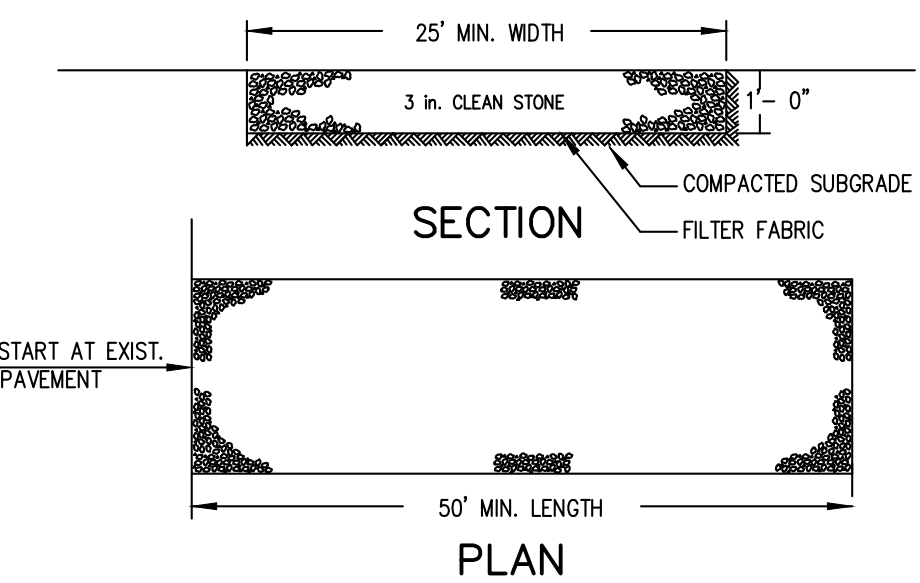 25' MIN. WIDTH
3 in. CLEAN STONE
1'- 0"
COMPACTED SUBGRADE
SECTION
FILTER FABRIC
START AT EXIST.
PAVEMENT
50' MIN. LENGTH
PLAN